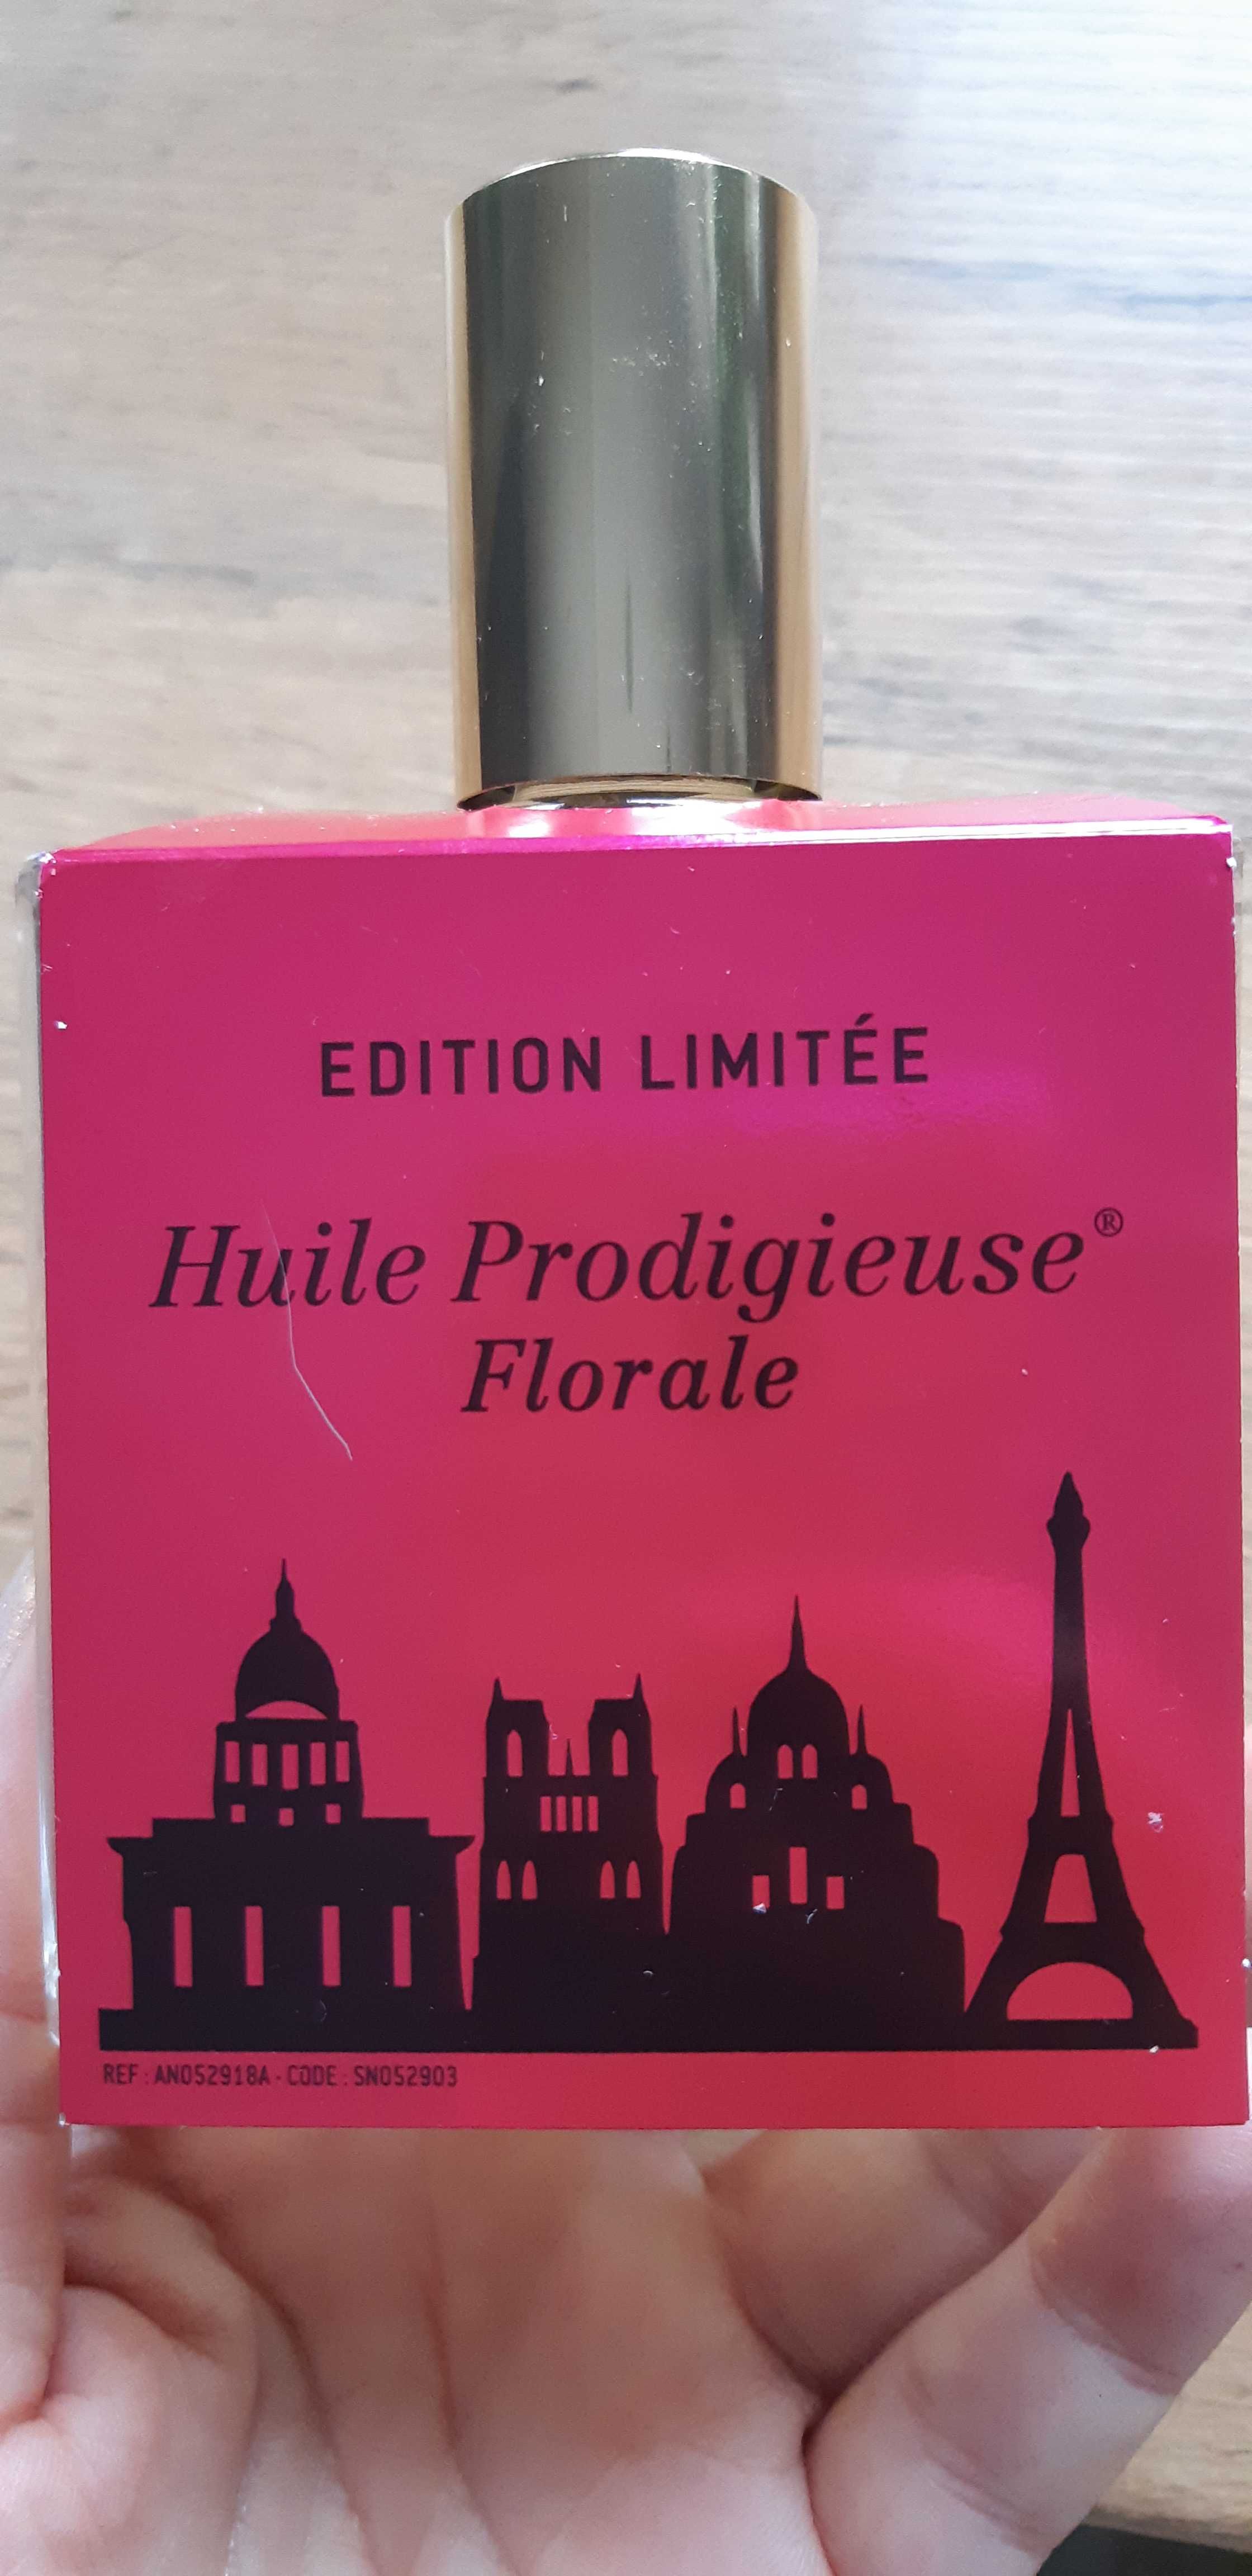 EDITION LIMITÉE
Huile Prodigieuse®
Florale
REF : AN052918A - CODE : SN052903